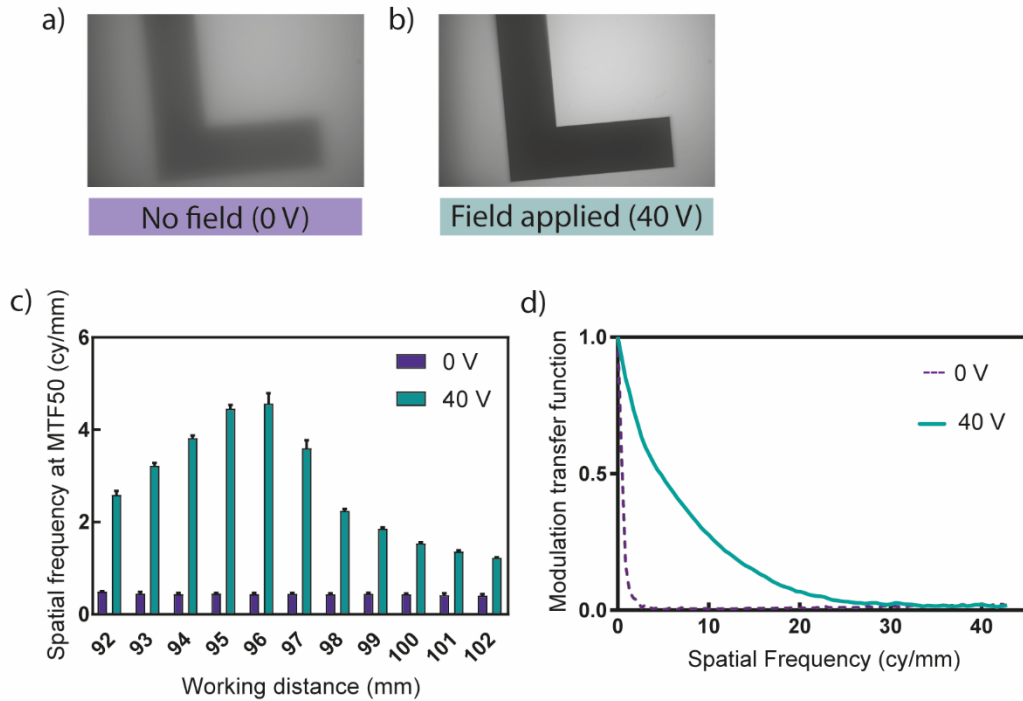 a)
b)
No field (0 V)
Field applied (40 V)
c)
Spatial frequency at MTF50 (cy/mm)
6
4
2
0
0 V
40 V
92
93
94
95
96
97
98
99
100
101
102
Working distance (mm)
d)
Modulation transfer function
1.0
0.5
0.0
0 V
40 V
0
10
20
30
40
Spatial Frequency (cy/mm)